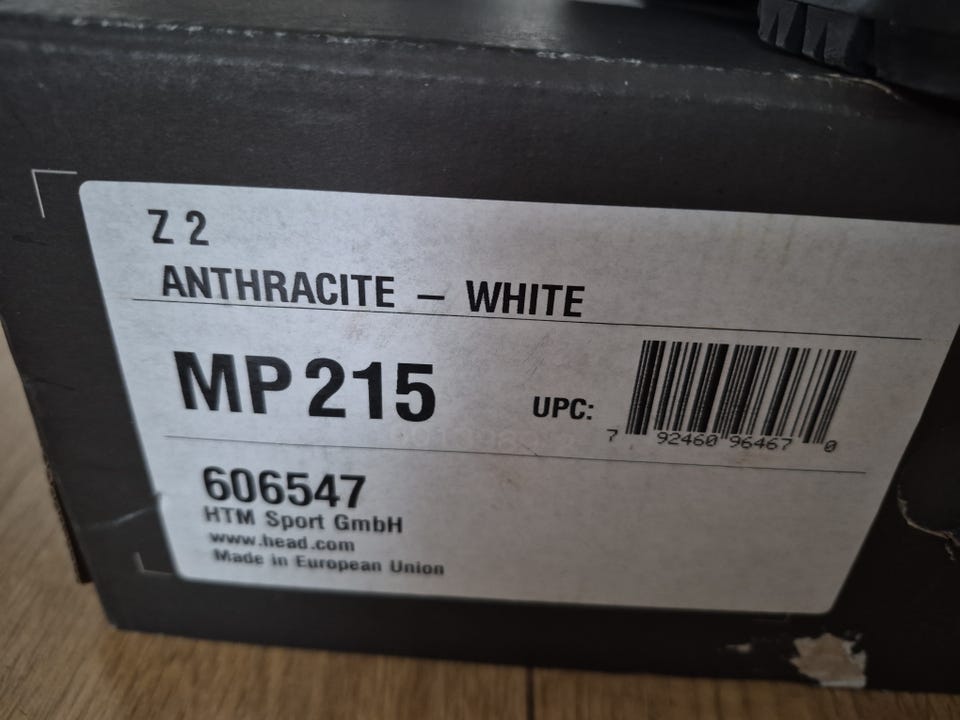 Z 2
ANTHRACITE – WHITE
MP 215
UPC:
7 92460 96467 0
606547
HTM Sport GmbH
www.head.com
Made in European Union